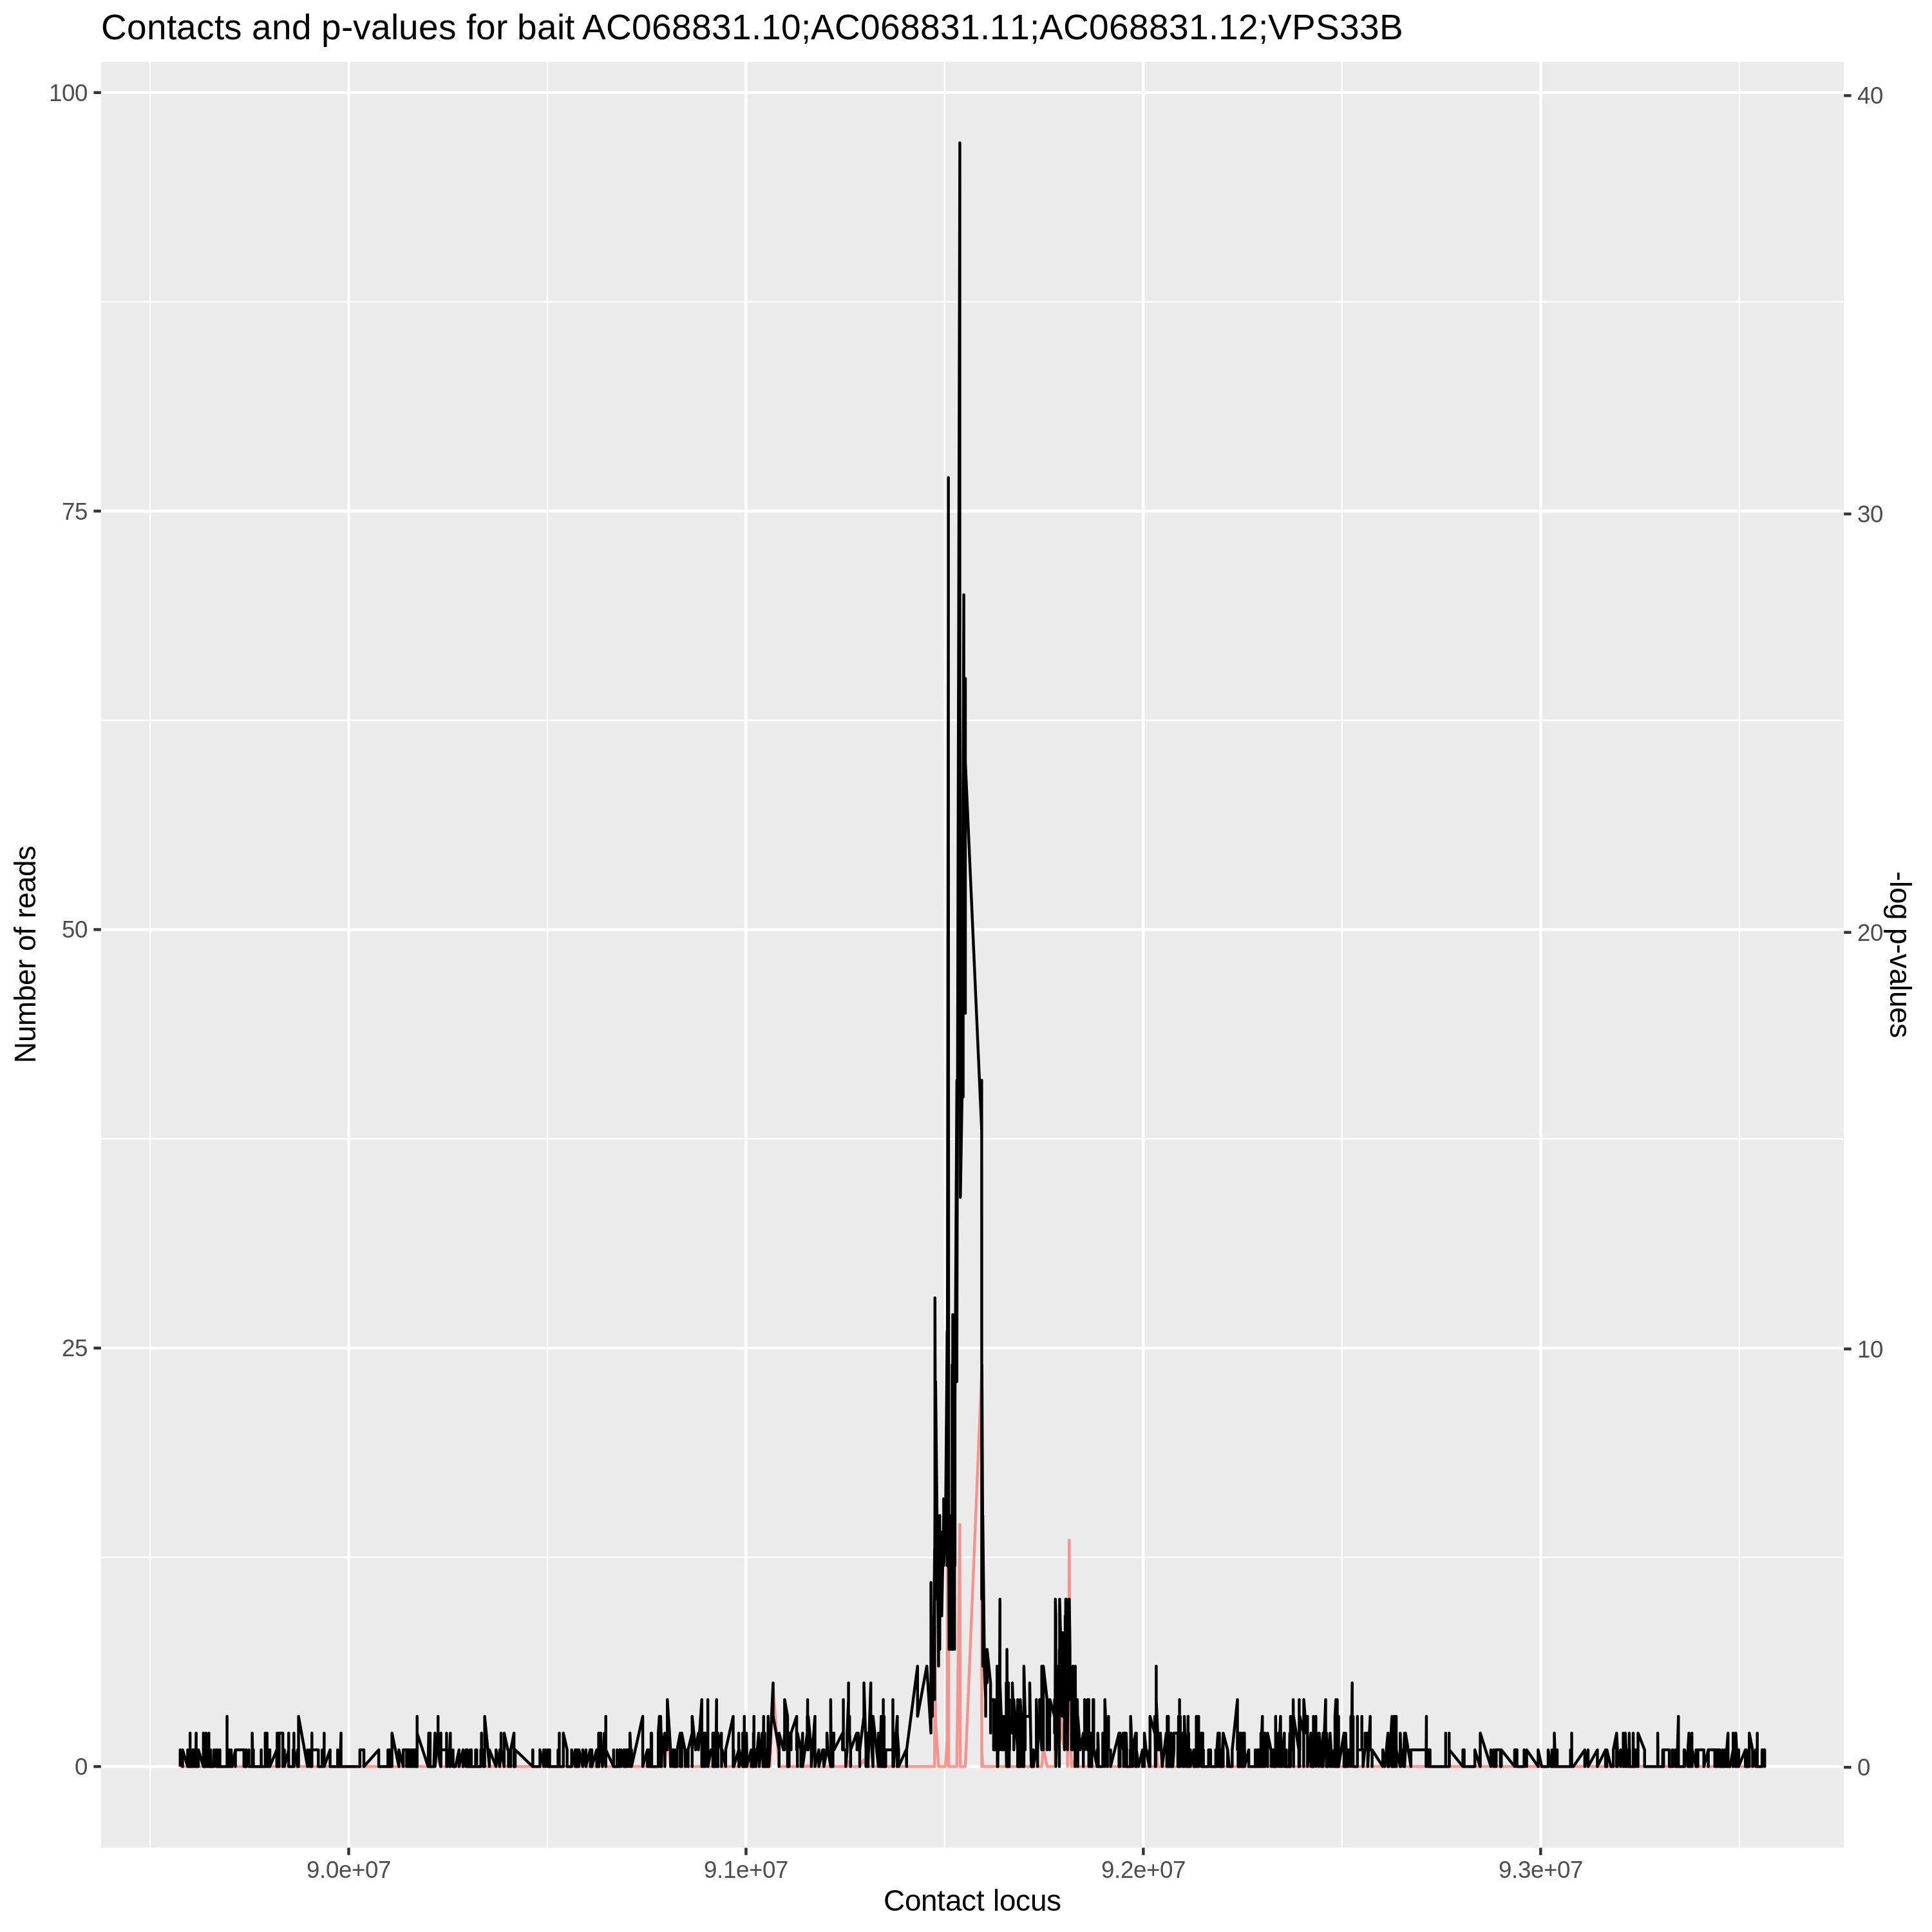 Contacts and p-values for bait AC068831.10;AC068831.11;AC068831.12;VPS33B
100
75
50
25
0
Number of reads
40
30
20
10
0
-log p-values
9.0e+07
9.1e+07
9.2e+07
9.3e+07
Contact locus